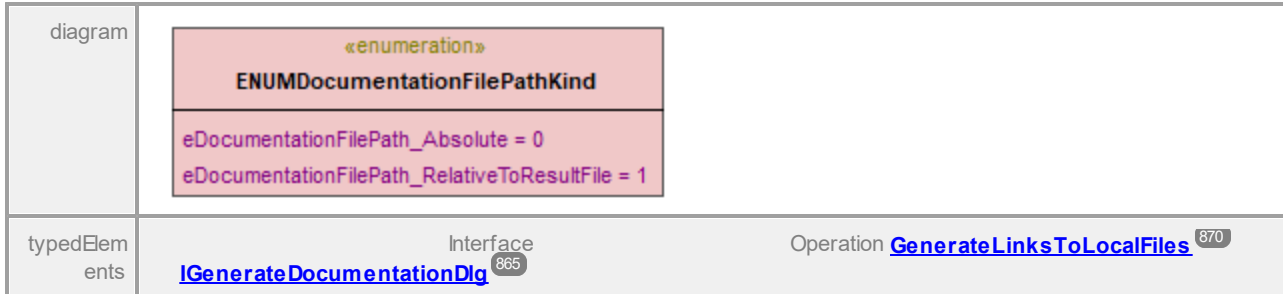 diagram
«enumeration»
ENUMDocumentationFilePathKind
eDocumentationFilePath_Absolute = 0
eDocumentationFilePath_RelativeToResultFile = 1
typedElem
ents
Interface
IGenerateDocumentationDlg 865
Operation GenerateLinksToLocalFiles 870